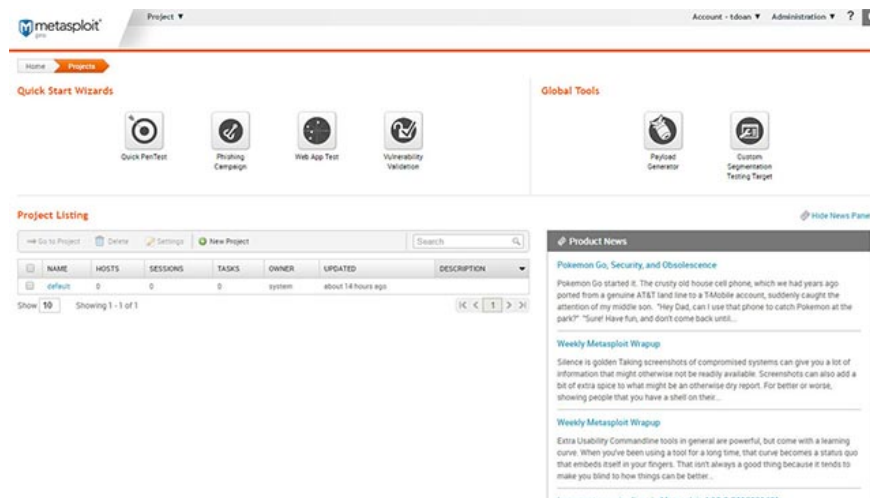 metasploit®
pro
Project ▼
Account - tdoan ▼ Administration ▼ ?
Home Projects
Quick Start Wizards
Quick PenTest
Phishing
Campaign
Web App Test
Vulnerability
Validation
Global Tools
Payload
Generator
Custom
Segmentation
Testing Target
Project Listing
Hide News Pane
Go to Project Delete Settings New Project Search
NAME HOSTS SESSIONS TASKS OWNER UPDATED DESCRIPTION
default 0 0 0 system about 14 hours ago
Show 10 Showing 1 - 1 of 1
1
Product News
Pokemon Go, Security, and Obsolescence
Pokemon Go started it. The crusty old house cell phone, which we had years ago
ported from a genuine AT&T land line to a T-Mobile account, suddenly caught the
attention of my middle son. "Hey Dad, can I use that phone to catch Pokemon at the
park?" "Sure! Have fun, and don't come back until...
Weekly Metasploit Wrapup
Silence is golden Taking screenshots of compromised systems can give you a lot of
information that might otherwise not be readily available. Screenshots can also add a
bit of extra spice to what might be an otherwise dry report. For better or worse,
showing people that you have a shell on their...
Weekly Metasploit Wrapup
Extra Usability Commandline tools in general are powerful, but come with a learning
curve. When you've been using a tool for a long time, that curve becomes a status quo
that embeds itself in your fingers. That isn't always a good thing because it tends to
make you blind to how things can be better...